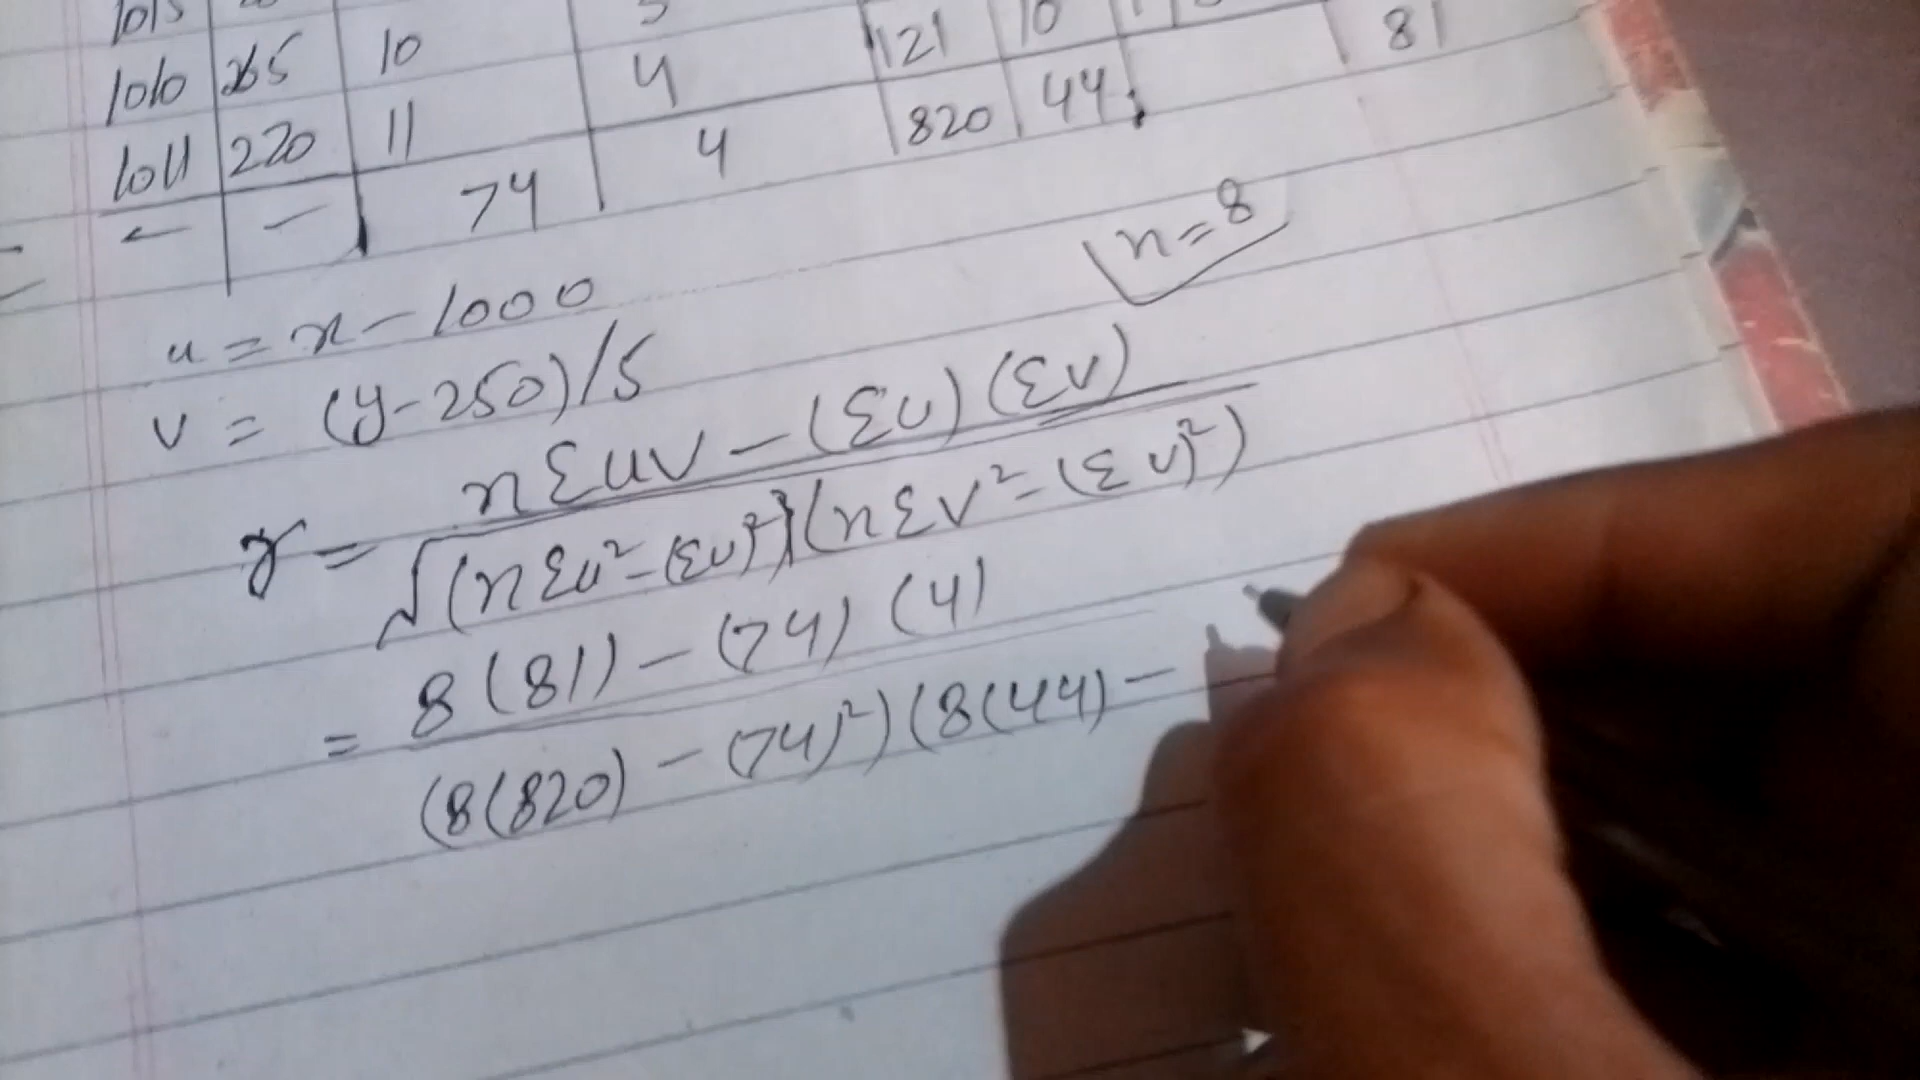 1010 265 10 4 121 10 81
1011 220 11 4 820 44
— — 74
n=8
u = x - 1000
v = (y-250)/5
r = nΣuv - (Σu)(Σv)
√(nΣu²-(Σu)²)(nΣv²-(Σv)²)
= 8(81) - (74)(4)
(8(820) - (74)²)(8(44) -